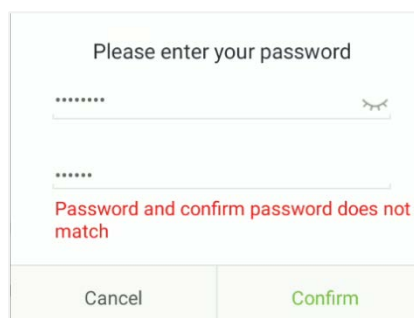 Please enter your password
••••••••
••••••
Password and confirm password does not
match
Cancel
Confirm